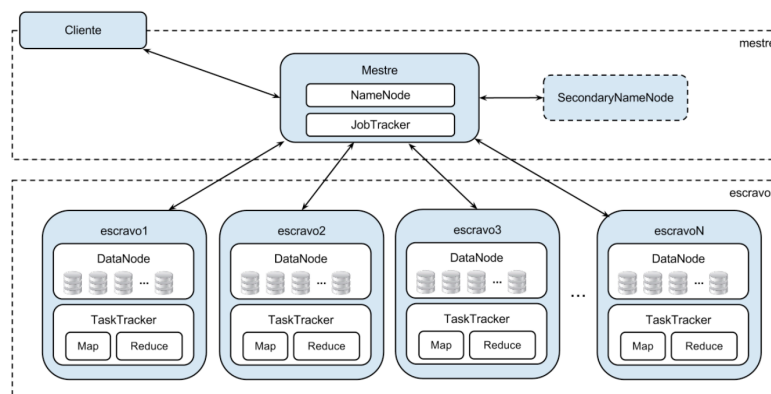 Cliente
mestre
Mestre
NameNode
JobTracker
SecondaryNameNode
escravo
escravo1
DataNode
...
TaskTracker
Map
Reduce
escravo2
DataNode
...
TaskTracker
Map
Reduce
escravo3
DataNode
...
TaskTracker
Map
Reduce
...
escravoN
DataNode
...
TaskTracker
Map
Reduce